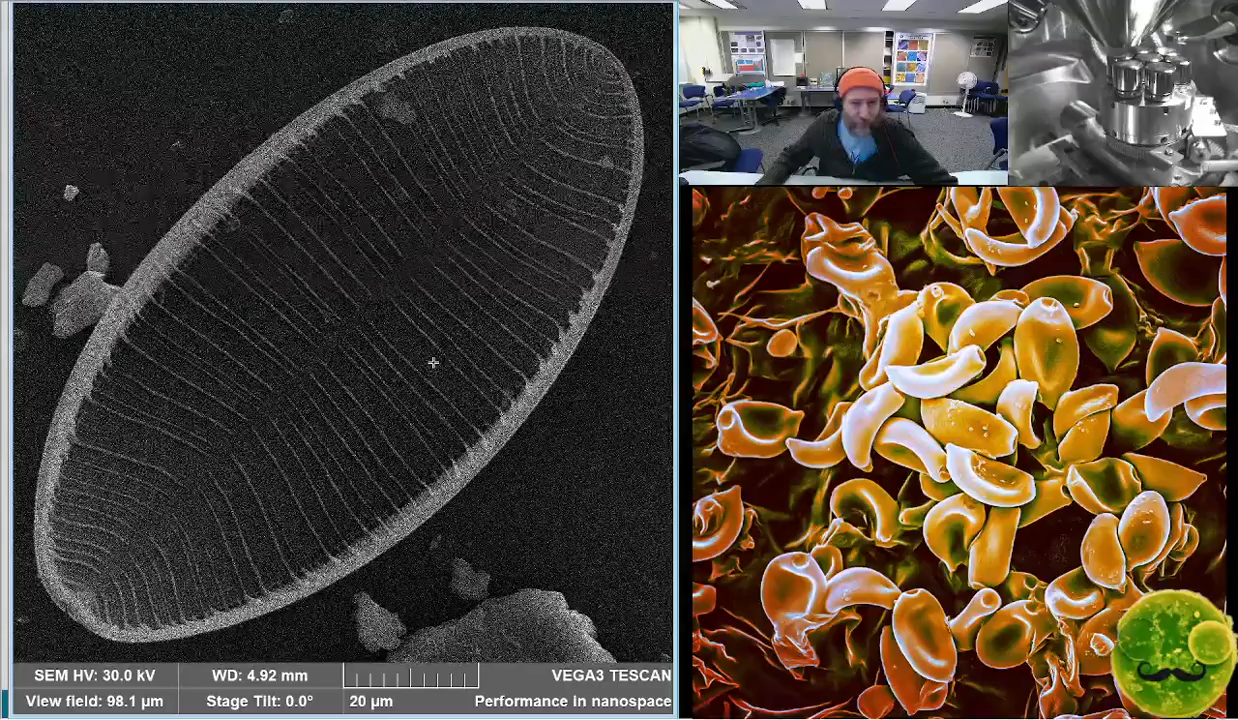 SEM HV: 30.0 kV
WD: 4.92 mm
VEGA3 TESCAN
View field: 98.1 µm
Stage Tilt: 0.0°
20 µm
Performance in nanospace